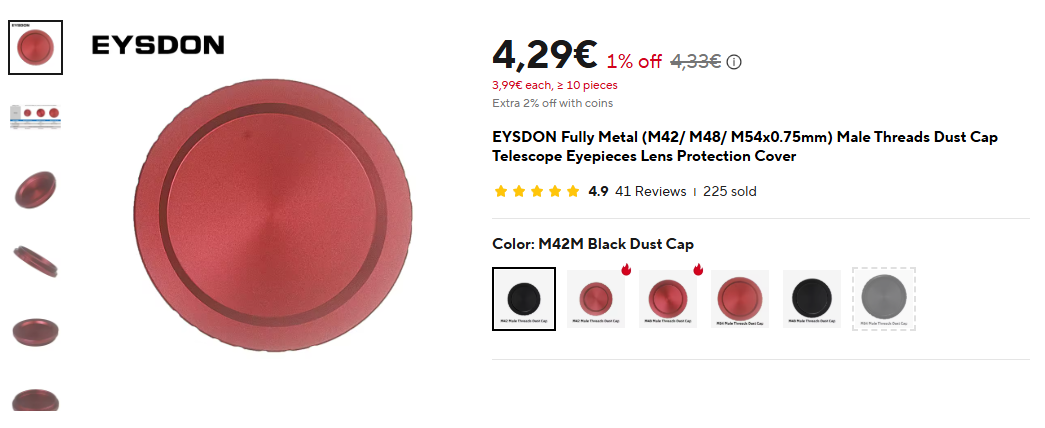 EYSDON
EYSDON
4,29€ 1% off 4,33€
3,99€ each, ≥ 10 pieces
Extra 2% off with coins
EYSDON Fully Metal (M42/ M48/ M54x0.75mm) Male Threads Dust Cap
Telescope Eyepieces Lens Protection Cover
4.9 41 Reviews | 225 sold
Color: M42M Black Dust Cap
M42 Male Threads Dust Cap
M42 Male Threads Dust Cap
M48 Male Threads Dust Cap
M54 Male Threads Dust Cap
M48 Male Threads Dust Cap
M54 Male Threads Dust Cap